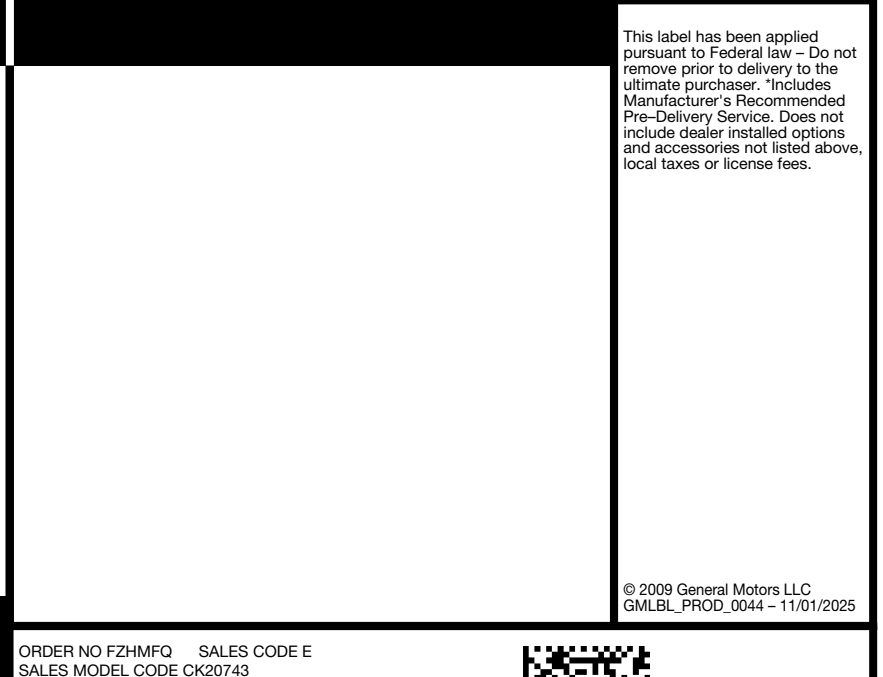 This label has been applied
pursuant to Federal law – Do not
remove prior to delivery to the
ultimate purchaser. *Includes
Manufacturer's Recommended
Pre–Delivery Service. Does not
include dealer installed options
and accessories not listed above,
local taxes or license fees.
© 2009 General Motors LLC
GMLBL_PROD_0044 – 11/01/2025
ORDER NO FZHMFQ SALES CODE E
SALES MODEL CODE CK20743